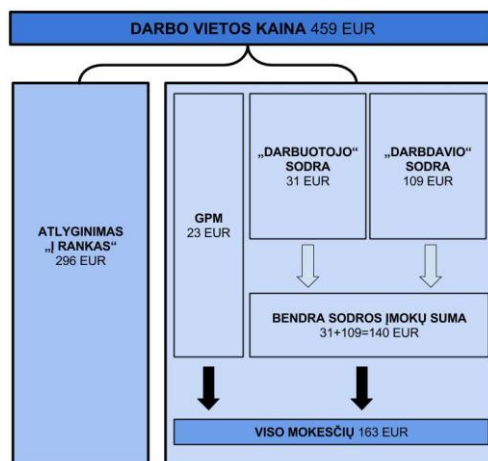 DARBO VIETOS KAINA 459 EUR
ATLYGINIMAS
„Į RANKAS“
296 EUR
GPM
23 EUR
„DARBUOTOJO“
SODRA
31 EUR
„DARBDAVIO“
SODRA
109 EUR
BENDRA SODROS ĮMOKŲ SUMA
31+109=140 EUR
VISO MOKESČIŲ 163 EUR